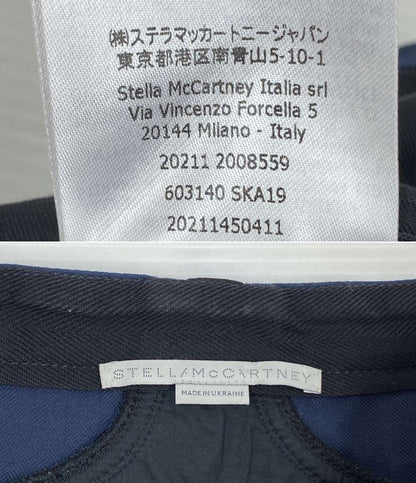 (株)ステラマッカートニージャパン
東京都港区南青山5-10-1
Stella McCartney Italia srl
Via Vincenzo Forcella 5
20144 Milano - Italy
20211 2008559
603140 SKA19
20211450411
STELLA McCARTNEY
MADE IN UKRAINE